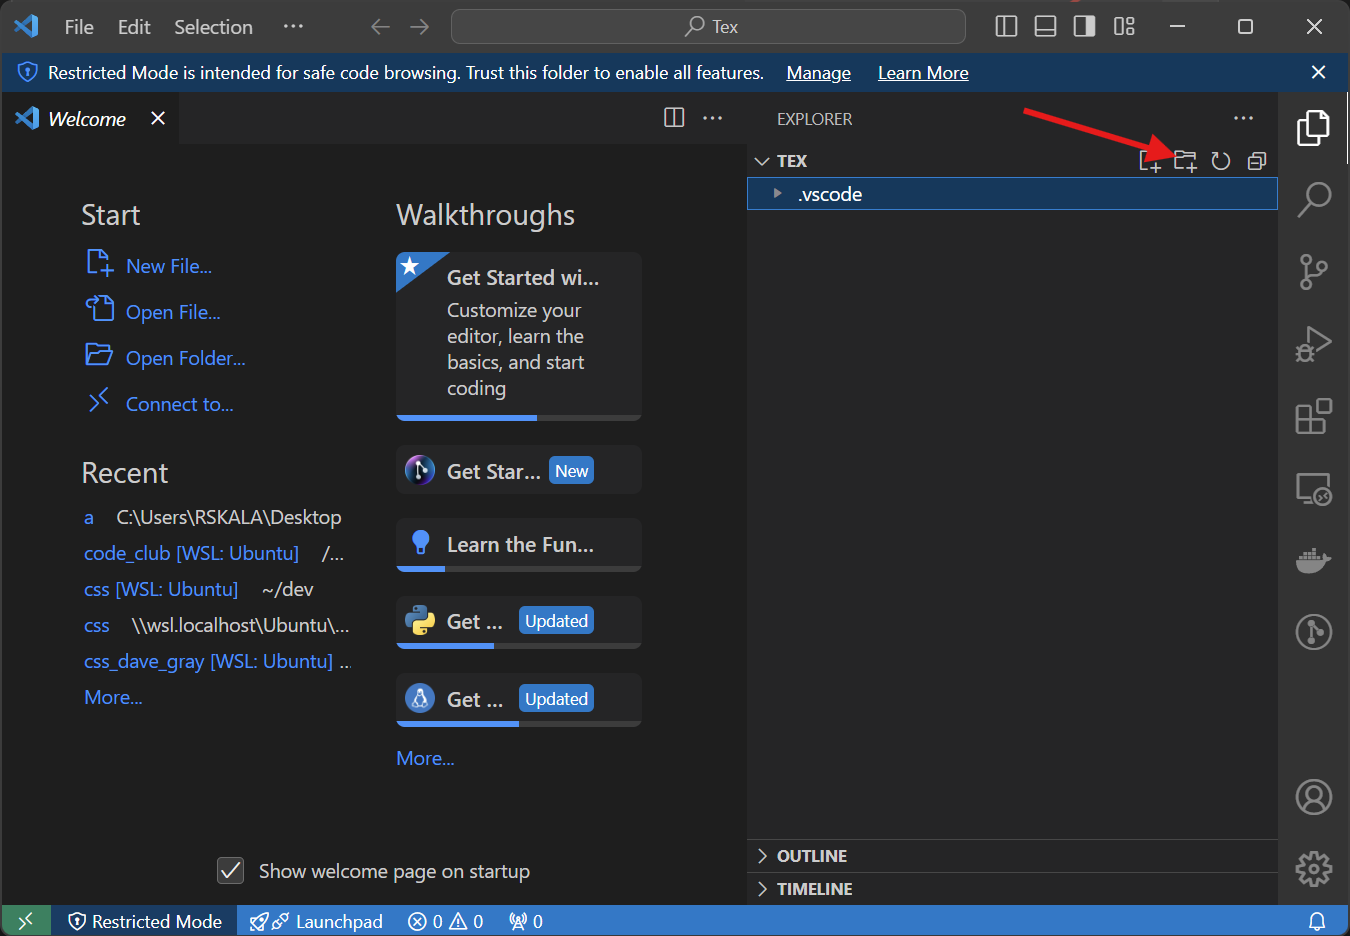 File Edit Selection ···
Tex
Restricted Mode is intended for safe code browsing. Trust this folder to enable all features. Manage Learn More
Welcome
Start
New File...
Open File...
Open Folder...
Connect to...
Recent
a C:\Users\RSKALA\Desktop
code_club [WSL: Ubuntu] /...
css [WSL: Ubuntu] ~/dev
css \\wsl.localhost\Ubuntu\...
css_dave_gray [WSL: Ubuntu] ...
More...
Walkthroughs
Get Started wi...
Customize your
editor, learn the
basics, and start
coding
Get Star... New
Learn the Fun...
Get ... Updated
Get ... Updated
More...
Show welcome page on startup
EXPLORER
TEX
.vscode
OUTLINE
TIMELINE
Restricted Mode Launchpad 0 0 0